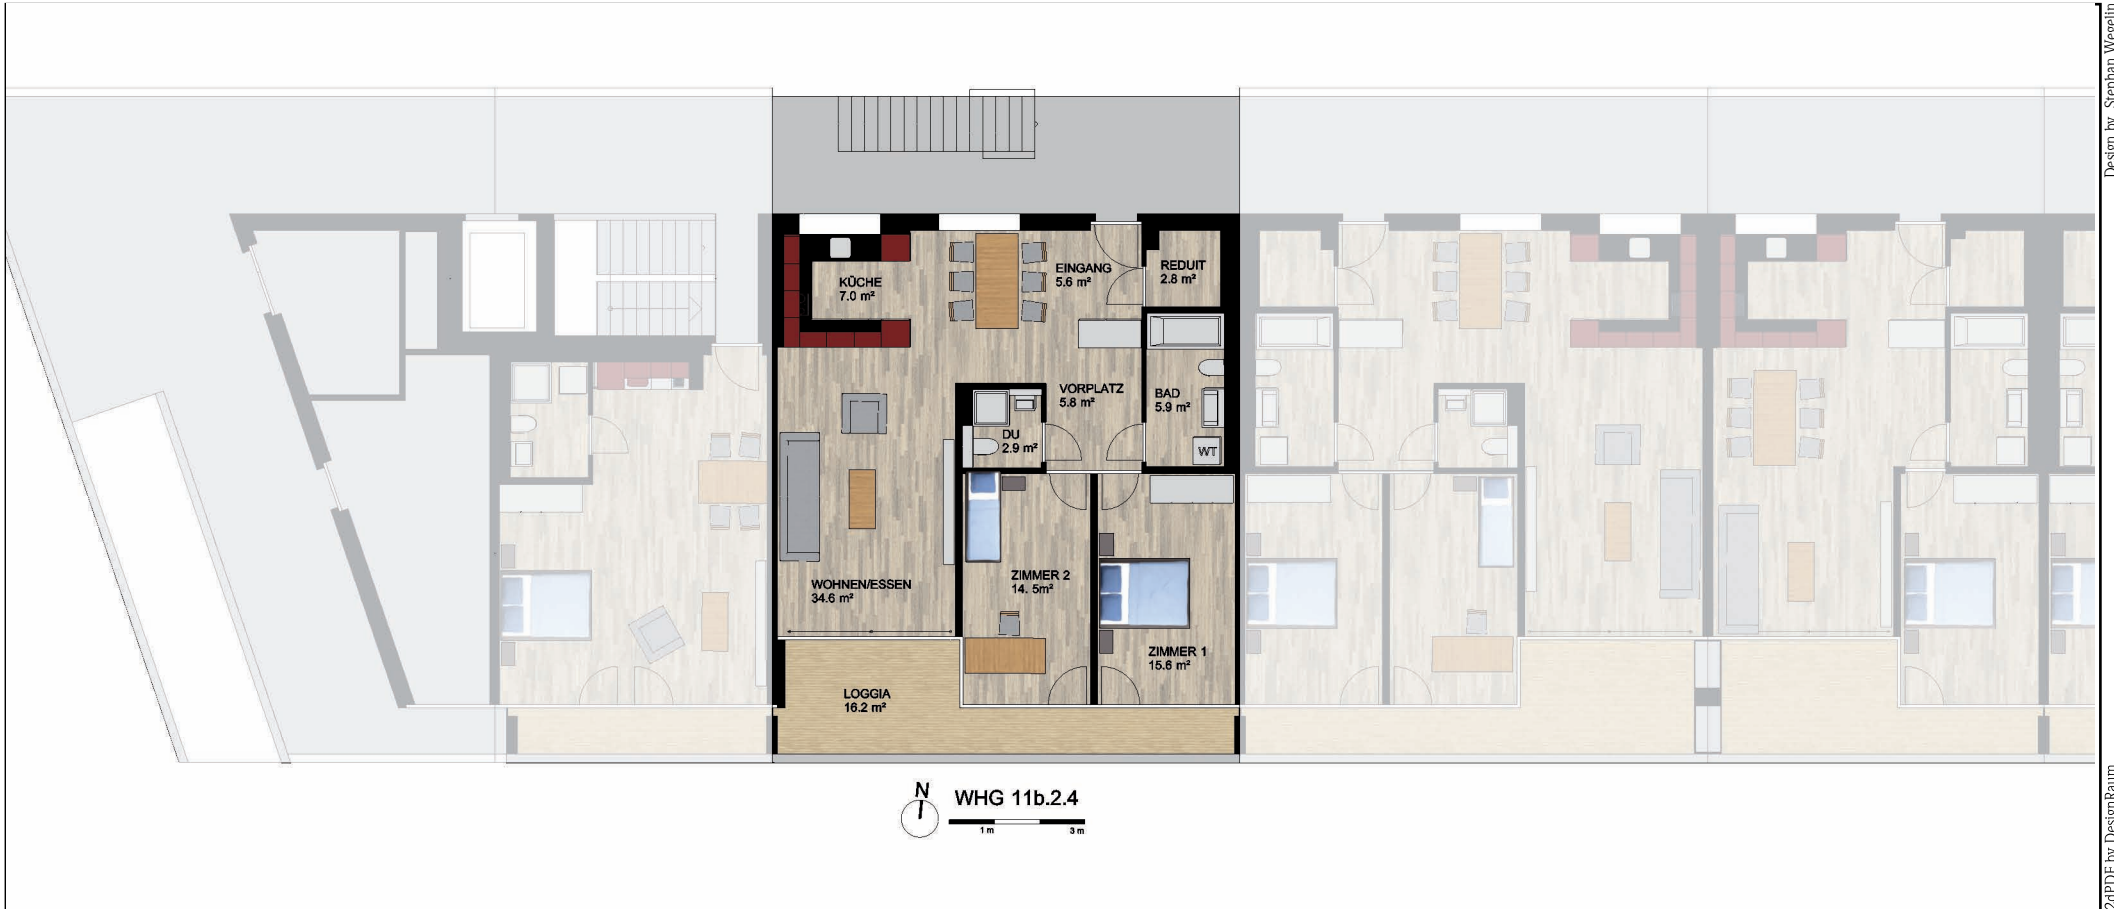 KÜCHE
7.0 m²
EINGANG
5.6 m²
REDUIT
2.8 m²
VORPLATZ
5.8 m²
BAD
5.9 m²
DU
2.9 m²
WT
WOHNEN/ESSEN
34.6 m²
ZIMMER 2
14. 5m²
ZIMMER 1
15.6 m²
LOGGIA
16.2 m²
N
WHG 11b.2.4
1 m
3 m
Design by Stephan Wegelin
2dPDF by DesignRaum